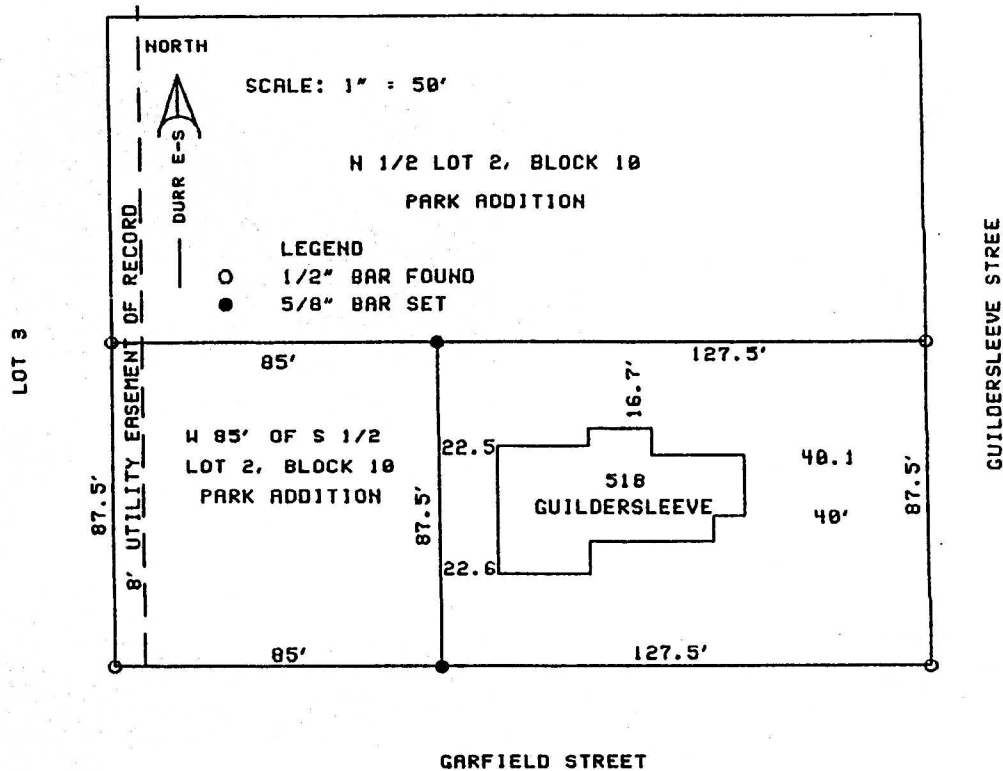 NORTH
SCALE: 1" = 50'
DURR E-S
N 1/2 LOT 2, BLOCK 10
PARK ADDITION
LEGEND
1/2" BAR FOUND
5/8" BAR SET
8' UTILITY EASEMENT OF RECORD
LOT 3
GUILDERSLEEVE STREE
85'
127.5'
16.7'
W 85' OF S 1/2
LOT 2, BLOCK 10
PARK ADDITION
22.5
518
GUILDERSLEEVE
40.1
40'
87.5'
87.5'
87.5'
22.6
85'
127.5'
GARFIELD STREET